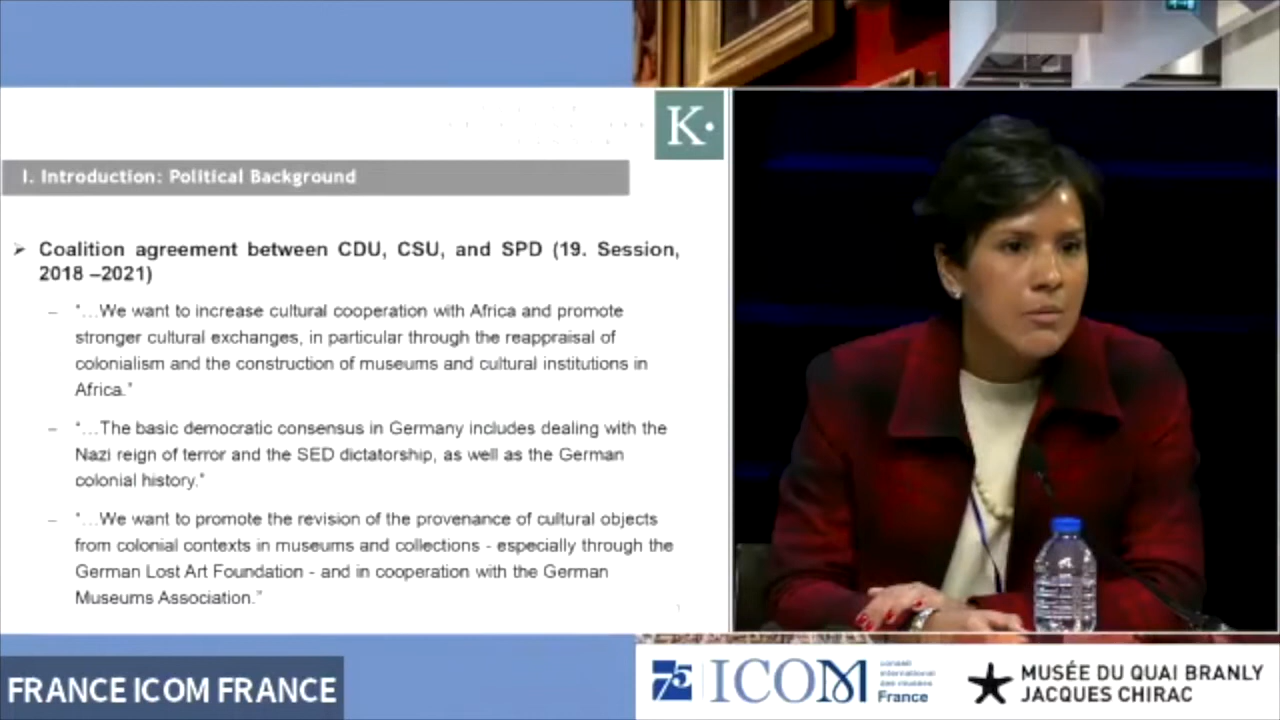 K.
I. Introduction: Political Background
➢ Coalition agreement between CDU, CSU, and SPD (19. Session,
2018 –2021)
– "…We want to increase cultural cooperation with Africa and promote
stronger cultural exchanges, in particular through the reappraisal of
colonialism and the construction of museums and cultural institutions in
Africa."
– "…The basic democratic consensus in Germany includes dealing with the
Nazi reign of terror and the SED dictatorship, as well as the German
colonial history."
– "…We want to promote the revision of the provenance of cultural objects
from colonial contexts in museums and collections - especially through the
German Lost Art Foundation - and in cooperation with the German
Museums Association."
FRANCE ICOM FRANCE
75 ICOM
conseil
international
des musées
France
MUSÉE DU QUAI BRANLY
JACQUES CHIRAC